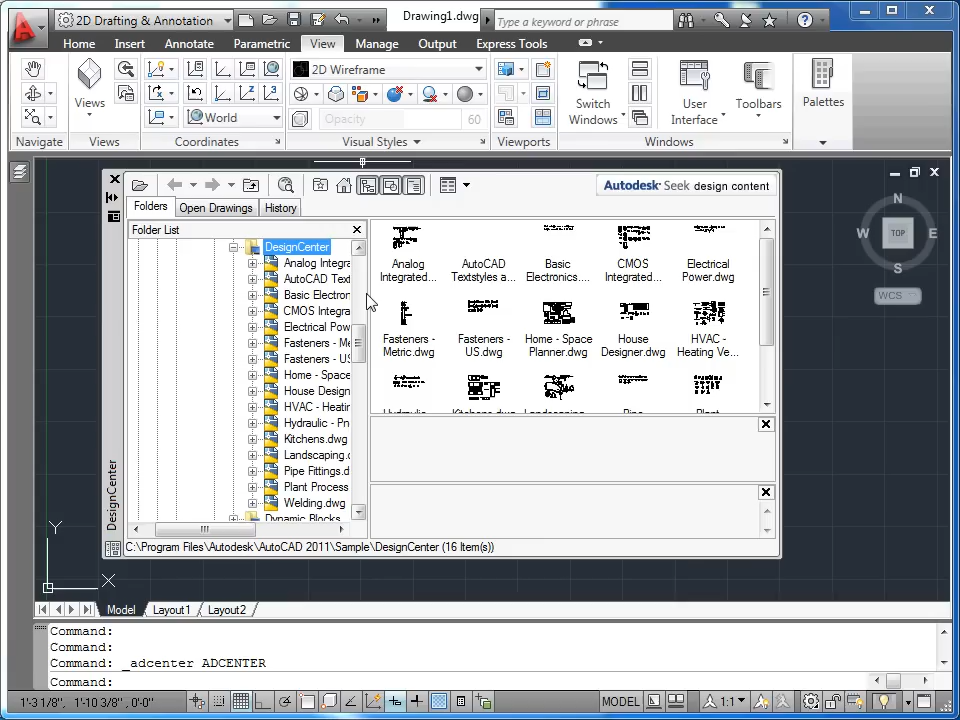 2D Drafting & Annotation
Drawing1.dwg
Type a keyword or phrase
Home Insert Annotate Parametric View Manage Output Express Tools
2D Wireframe
Views
World
Opacity 60
Switch Windows
User Interface
Toolbars
Palettes
Navigate Views Coordinates Visual Styles Viewports Windows
Autodesk Seek design content
Folders Open Drawings History
Folder List
DesignCenter
Analog Integra
AutoCAD Text
Basic Electron
CMOS Integra
Electrical Pow
Fasteners - Me
Fasteners - US
Home - Space
House Design
HVAC - Heatin
Hydraulic - Pn
Kitchens.dwg
Landscaping.d
Pipe Fittings.d
Plant Process
Welding.dwg
Dynamic Blocks
Analog Integrated...
AutoCAD Textstyles a...
Basic Electronics....
CMOS Integrated...
Electrical Power.dwg
Fasteners - Metric.dwg
Fasteners - US.dwg
Home - Space Planner.dwg
House Designer.dwg
HVAC - Heating Ve...
Hydraulic -
Kitchens.dwg
Landscaping
Pipe
Plant
DesignCenter
C:\Program Files\Autodesk\AutoCAD 2011\Sample\DesignCenter (16 Item(s))
N
W TOP E
S
WCS
Y
X
Model Layout1 Layout2
Command:
Command:
Command: _adcenter ADCENTER
Command:
1'-3 1/8", 1'-10 3/8" ,0'-0" MODEL 1:1